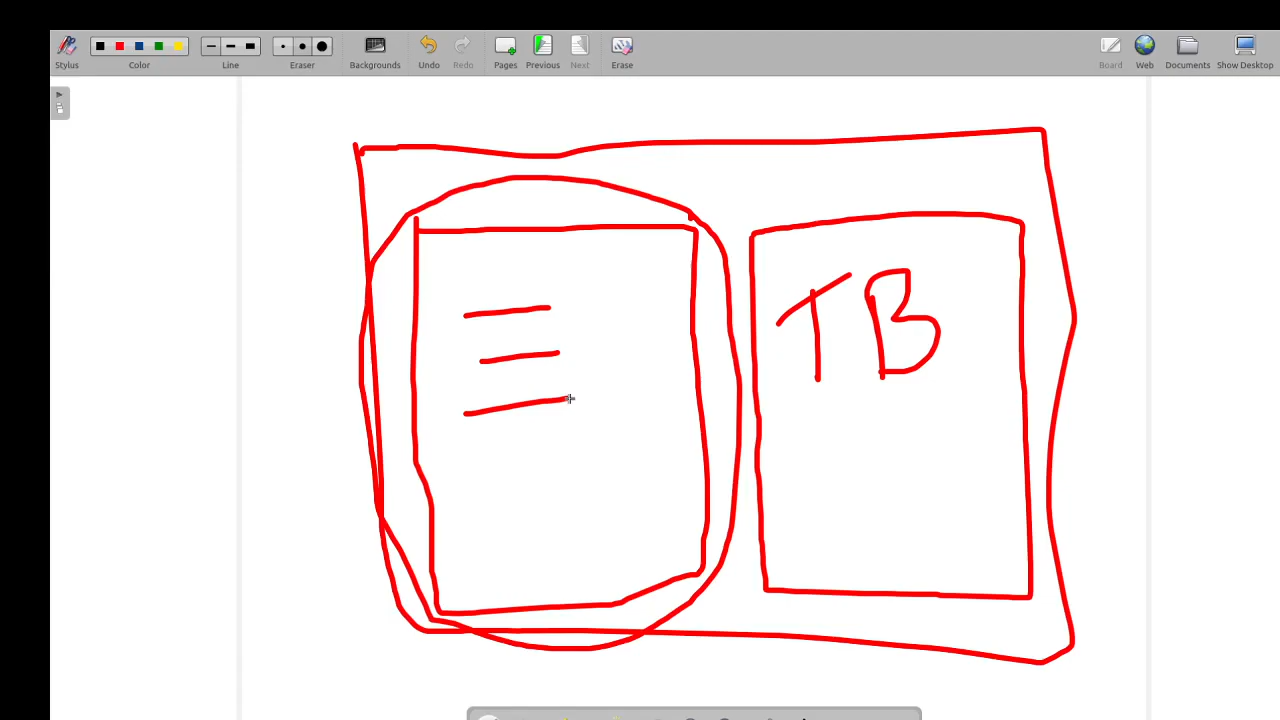 Stylus
Color
Line
Eraser
Backgrounds
Undo
Redo
Pages
Previous
Next
Erase
Board
Web
Documents
Show Desktop
TB